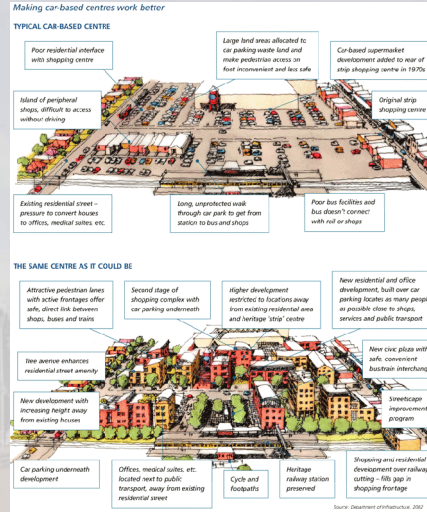 Making car-based centres work better
TYPICAL CAR-BASED CENTRE
Poor residential interface
with shopping centre
Large land areas allocated to
car parking waste land and
make pedestrian access on
foot inconvenient and less safe
Car-based supermarket
development added to rear of
strip shopping centre in 1970s
Island of peripheral
shops, difficult to access
without driving
Original strip
shopping centre
Existing residential street –
pressure to convert houses
to offices, medical suites, etc.
Long, unprotected walk
through car park to get from
station to bus and shops
Poor bus facilities and
bus doesn't connect
with rail or shops
THE SAME CENTRE AS IT COULD BE
Attractive pedestrian lanes
with active frontages offer
safe, direct link between
shops, buses and trains
Second stage of
shopping complex with
car parking underneath
Higher development
restricted to locations away
from existing residential area
and heritage 'strip' centre
New residential and office
development, built over car
parking locates as many peopl
as possible close to shops,
services and public transport
Tree avenue enhances
residential street amenity
New civic plaza with
safe, convenient
bus/train interchang
New development with
increasing height away
from existing houses
Streetscape
improvement
program
Car parking underneath
development
Offices, medical suites, etc.
located next to public
transport, away from existing
residential street
Cycle and
footpaths
Heritage
railway station
preserved
Shopping and residential
development over railway
cutting – fills gap in
shopping frontage
Source: Department of Infrastructure, 2002